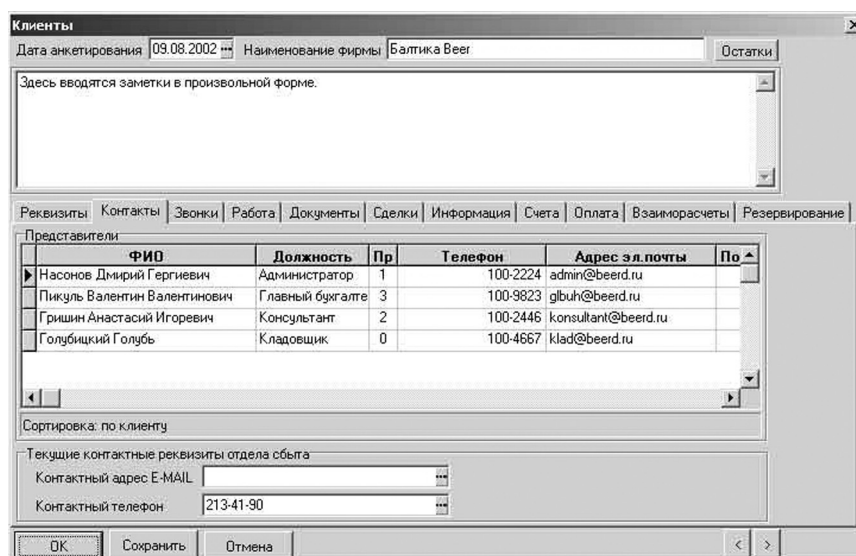 Клиенты
Дата анкетирования 09.08.2002 ... Наименование фирмы Балтика Beer Остатки
Здесь вводятся заметки в произвольной форме.
Реквизиты Контакты Звонки Работа Документы Сделки Информация Счета Оплата Взаиморасчеты Резервирование
Представители
ФИО Должность Пр Телефон Адрес эл.почты По
Насонов Дмирий Гергиевич Администратор 1 100-2224 admin@beerd.ru
Пикуль Валентин Валентинович Главный бухгалте 3 100-9823 glbuh@beerd.ru
Гришин Анастасий Игоревич Консультант 2 100-2446 konsultant@beerd.ru
Голубицкий Голубь Кладовщик 0 100-4667 klad@beerd.ru
Сортировка: по клиенту
Текущие контактные реквизиты отдела сбыта
Контактный адрес E-MAIL ...
Контактный телефон 213-41-90 ...
OK Сохранить Отмена < >